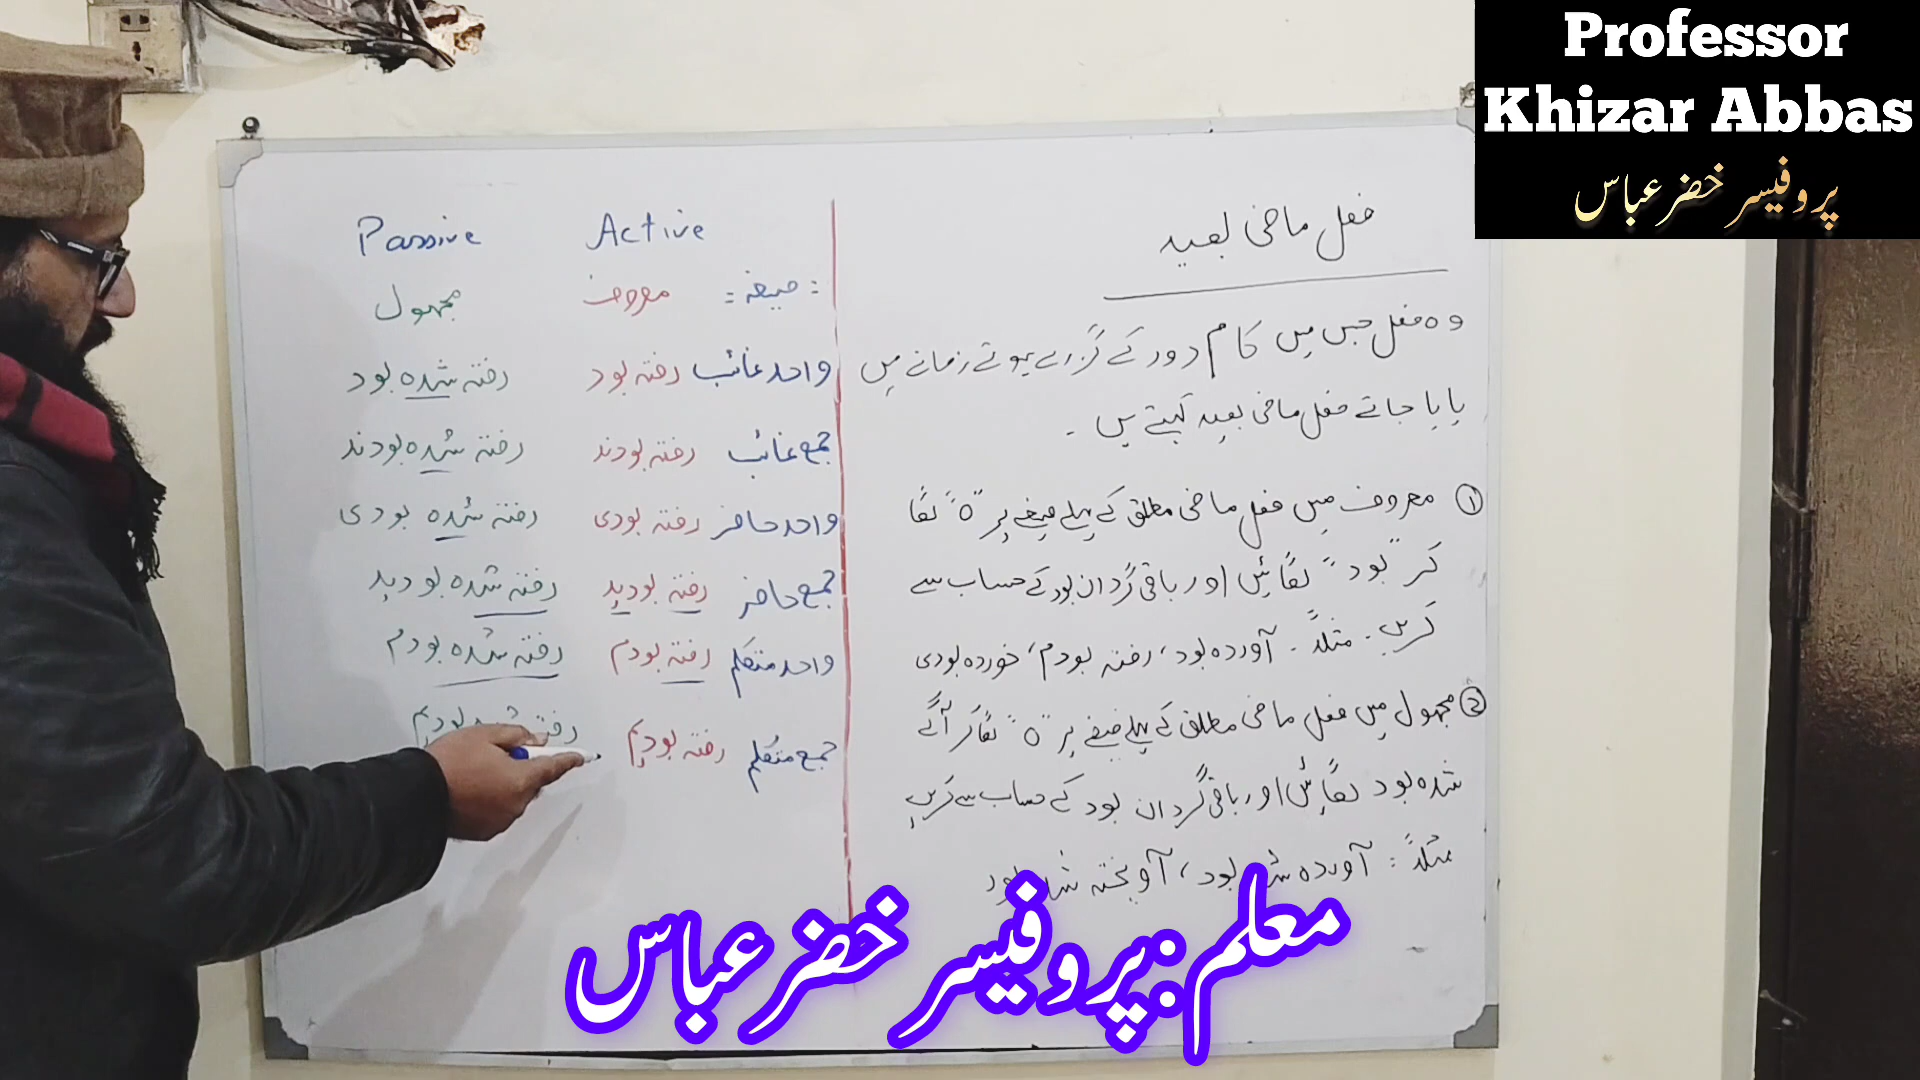 Professor
Khizar Abbas
پروفیسر خضر عباس
فعل ماضی بعید
وہ فعل جس میں کام دور کے گزرے ہوئے زمانے میں
پایا جائے فعل ماضی بعید کہتے ہیں ۔
① معروف میں فعل ماضی مطلق کے پہلے صیغے پر "ہ" لگا
کر "بود" لگائیں اور باقی گردان بود کے حساب سے
کریں ۔ مثلاً ۔ آوردہ بود، رفتہ بودم، خوردہ بودی
② مجہول میں فعل ماضی مطلق کے پہلے صیغے پر "ہ" لگا کر آگے
شدہ بود لگائیں اور باقی گردان بود کے حساب سے کریں
مثلاً : آوردہ شدہ بود، آویختہ شدہ بود
Active Passive
: صیغہ : معروف مجہول
واحد غائب رفتہ بود رفتہ شدہ بود
جمع غائب رفتہ بودند رفتہ شدہ بودند
واحد حاضر رفتہ بودی رفتہ شدہ بودی
جمع حاضر رفتہ بودید رفتہ شدہ بودید
واحد متکلم رفتہ بودم رفتہ شدہ بودم
جمع متکلم رفتہ بودیم رفتہ شدہ بودیم
معلم:پروفیسر خضر عباس